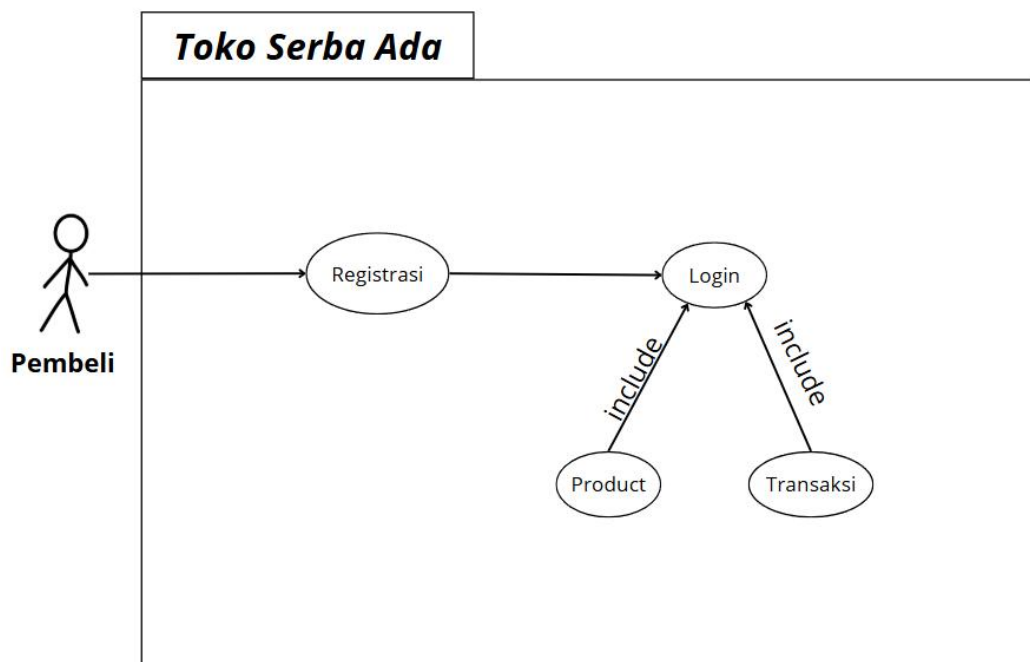 Toko Serba Ada
Registrasi
Login
Pembeli
include
include
Product
Transaksi